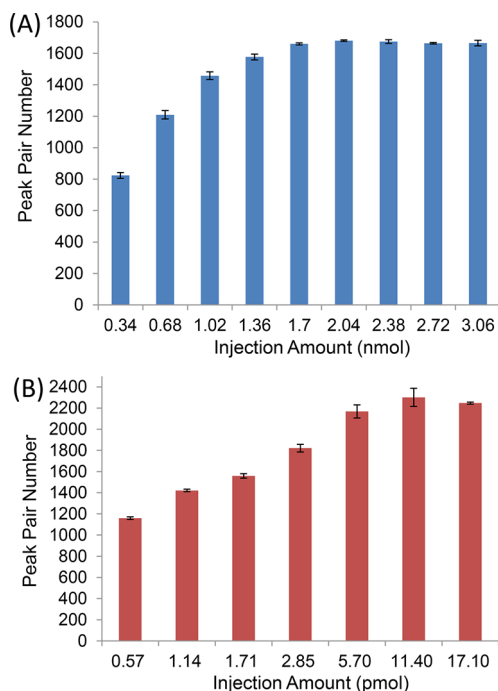 (A)
Peak Pair Number
1800
1600
1400
1200
1000
800
600
400
200
0
0.34 0.68 1.02 1.36 1.7 2.04 2.38 2.72 3.06
Injection Amount (nmol)
(B)
Peak Pair Number
2400
2200
2000
1800
1600
1400
1200
1000
800
600
400
200
0
0.57 1.14 1.71 2.85 5.70 11.40 17.10
Injection Amount (pmol)